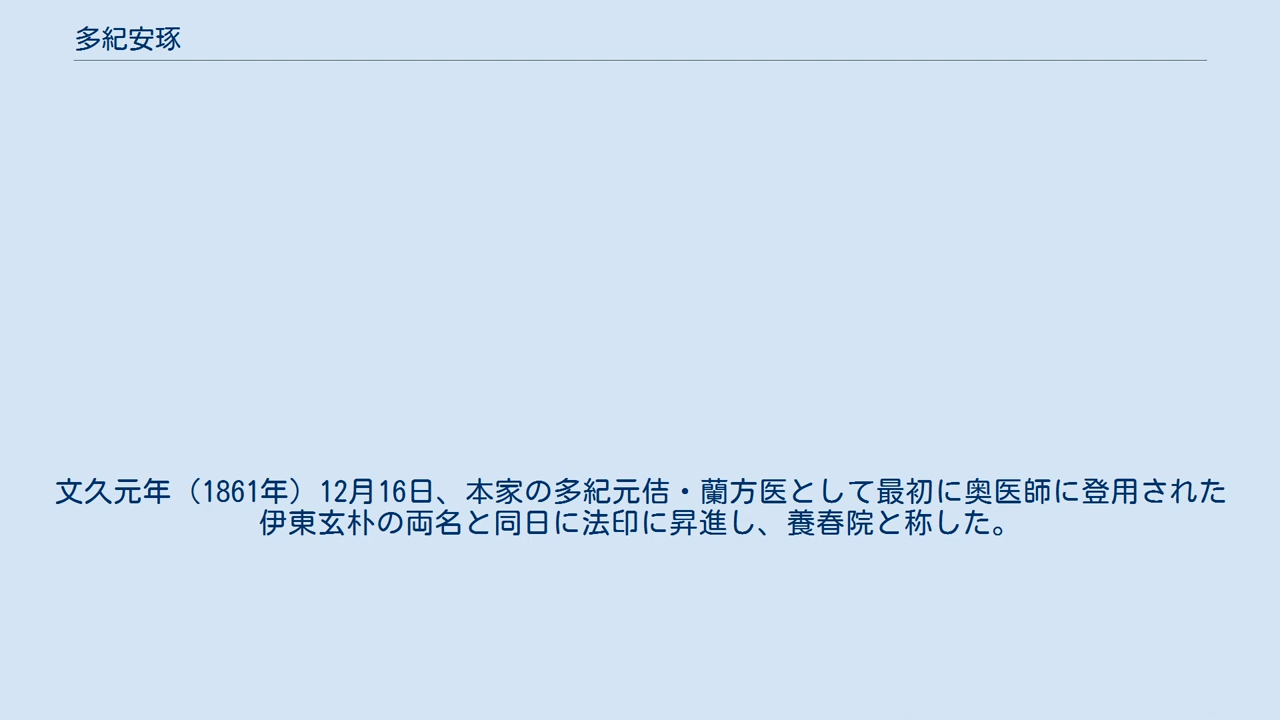 多紀安琢
文久元年（1861年）12月16日、本家の多紀元佶・蘭方医として最初に奥医師に登用された
伊東玄朴の両名と同日に法印に昇進し、養春院と称した。